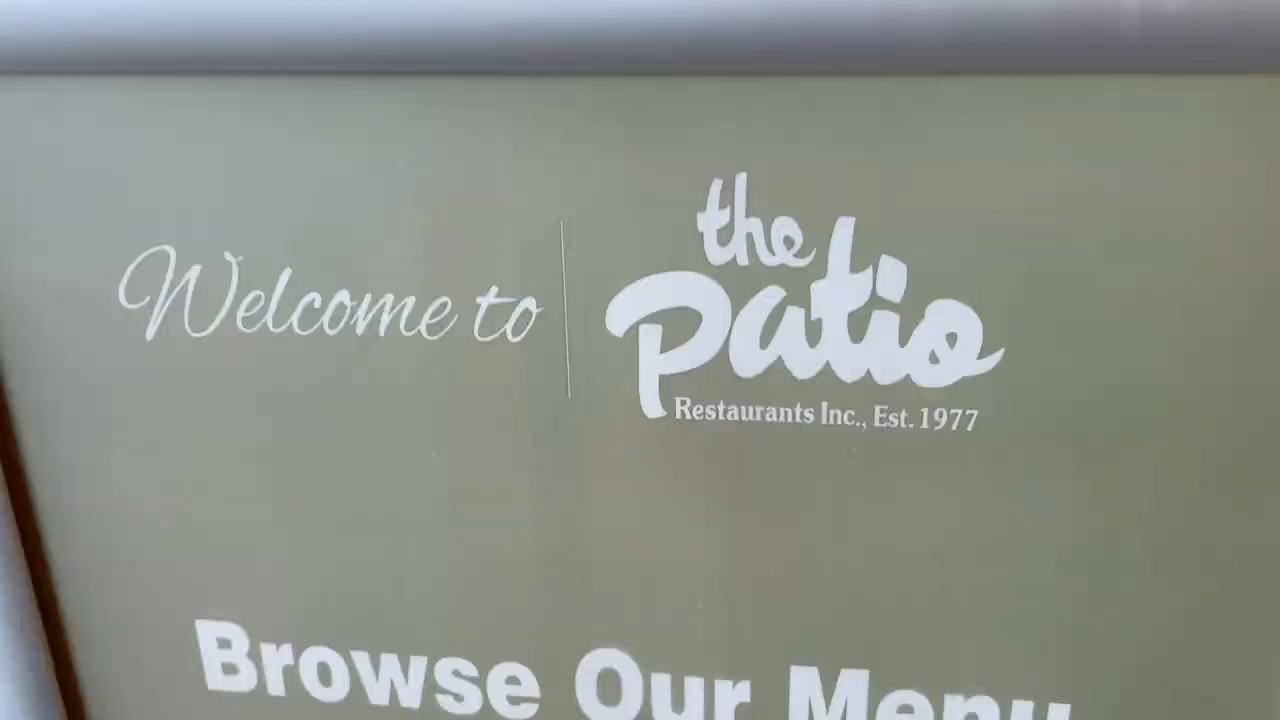 Welcome to
the
Patio
Restaurants Inc., Est. 1977
Browse Our Menu